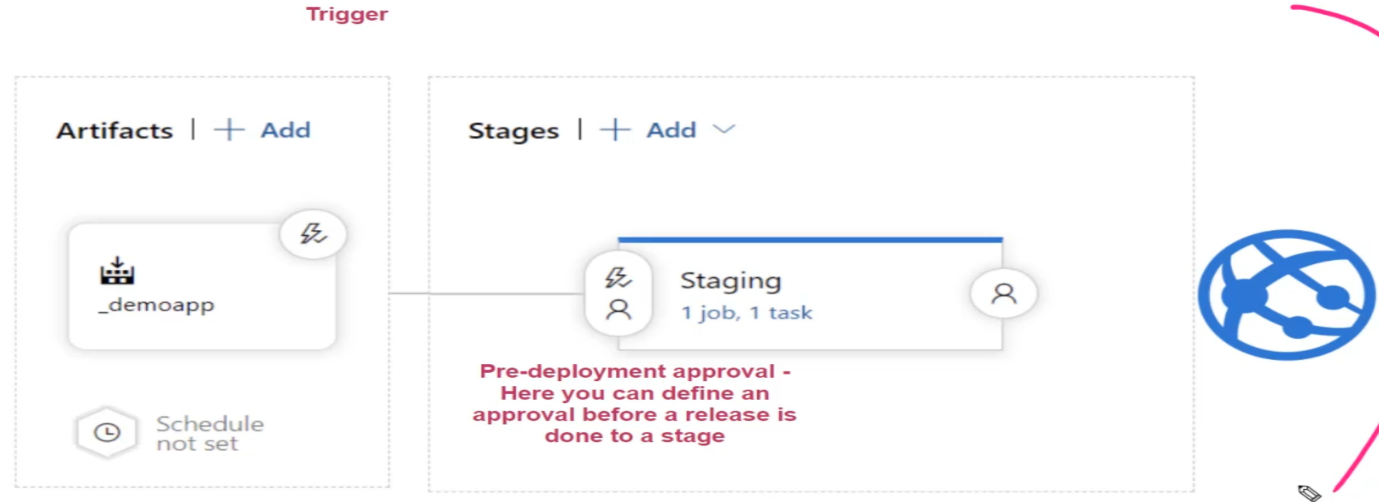 Trigger
Artifacts | + Add
Stages | + Add
_demoapp
Staging
1 job, 1 task
Pre-deployment approval -
Here you can define an
approval before a release is
done to a stage
Schedule
not set